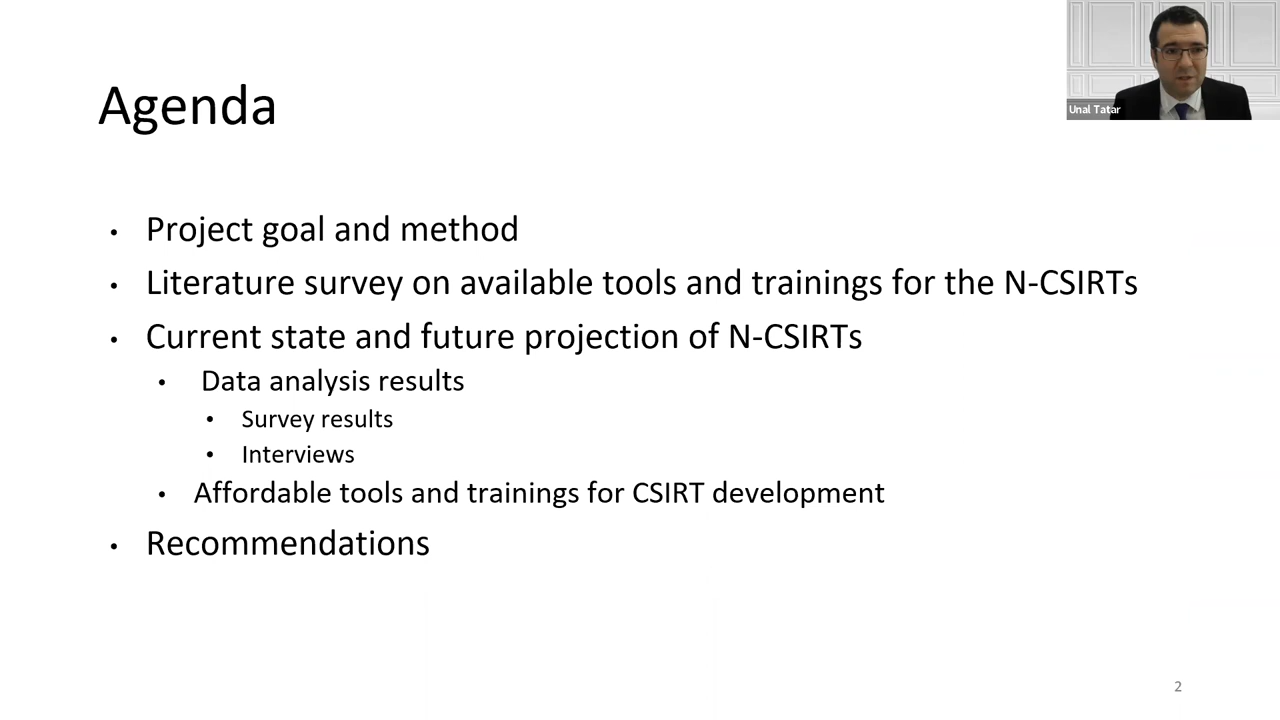 Agenda
Unal Tatar
• Project goal and method
• Literature survey on available tools and trainings for the N-CSIRTs
• Current state and future projection of N-CSIRTs
• Data analysis results
• Survey results
• Interviews
• Affordable tools and trainings for CSIRT development
• Recommendations
2